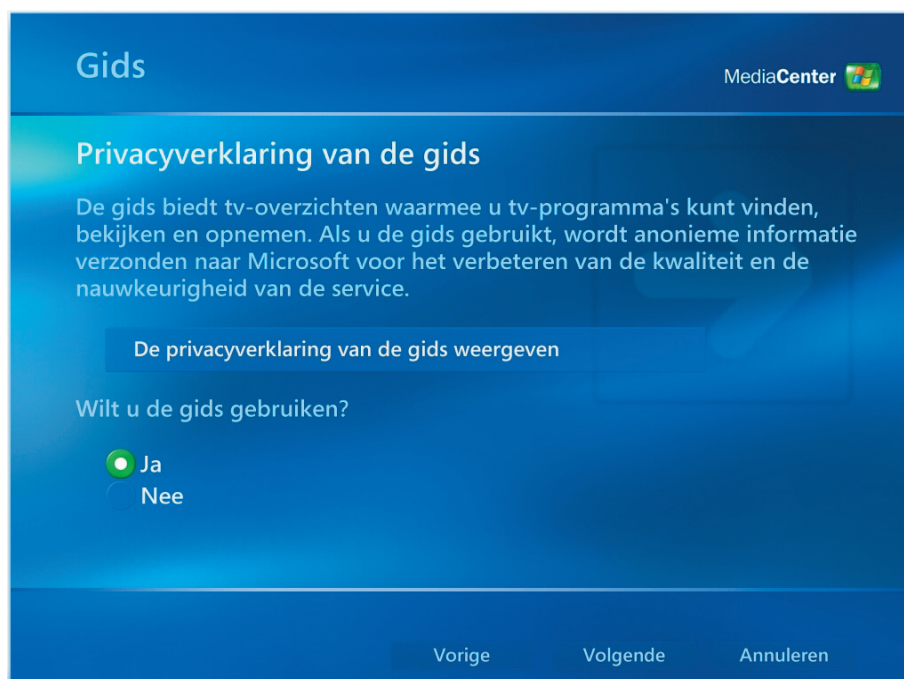 Gids
MediaCenter
Privacyverklaring van de gids
De gids biedt tv-overzichten waarmee u tv-programma's kunt vinden,
bekijken en opnemen. Als u de gids gebruikt, wordt anonieme informatie
verzonden naar Microsoft voor het verbeteren van de kwaliteit en de
nauwkeurigheid van de service.
De privacyverklaring van de gids weergeven
Wilt u de gids gebruiken?
Ja
Nee
Vorige Volgende Annuleren